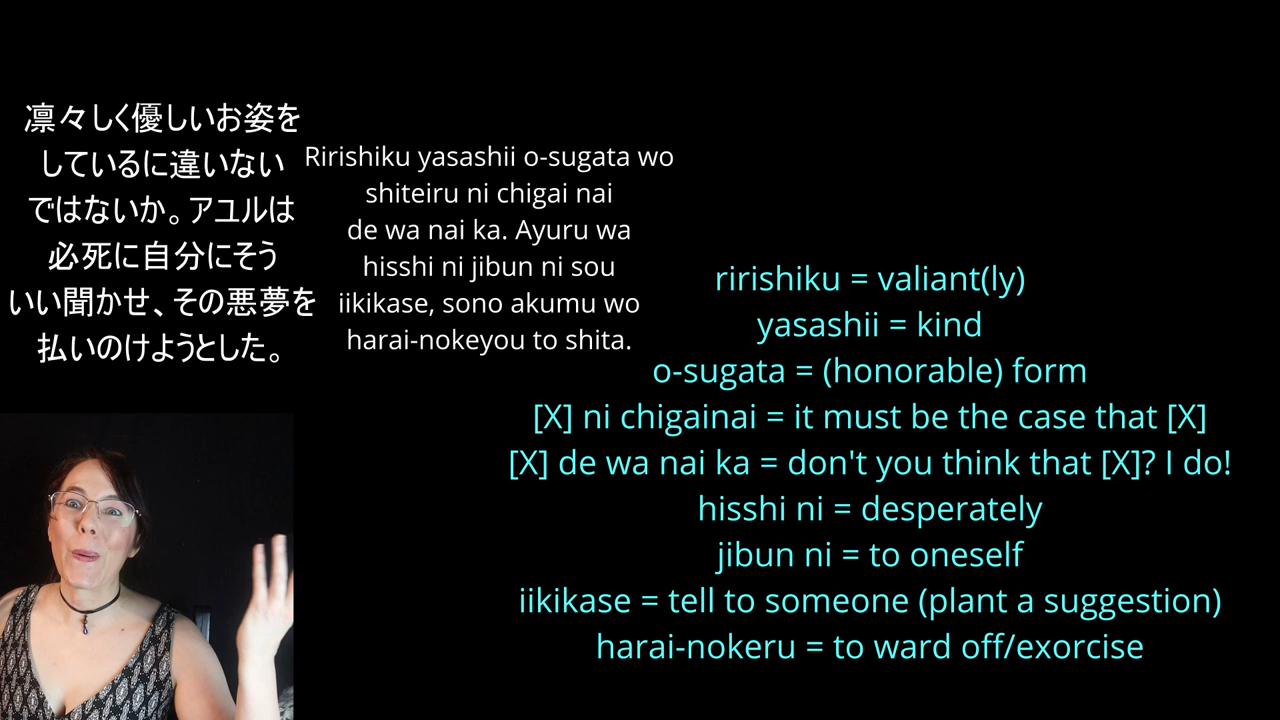 凛々しく優しいお姿を
しているに違いない
ではないか。アユルは
必死に自分にそう
いい聞かせ、その悪夢を
払いのけようとした。
Ririshiku yasashii o-sugata wo
shiteiru ni chigai nai
de wa nai ka. Ayuru wa
hisshi ni jibun ni sou
iikikase, sono akumu wo
harai-nokeyou to shita.
ririshiku = valiant(ly)
yasashii = kind
o-sugata = (honorable) form
[X] ni chigainai = it must be the case that [X]
[X] de wa nai ka = don't you think that [X]? I do!
hisshi ni = desperately
jibun ni = to oneself
iikikase = tell to someone (plant a suggestion)
harai-nokeru = to ward off/exorcise